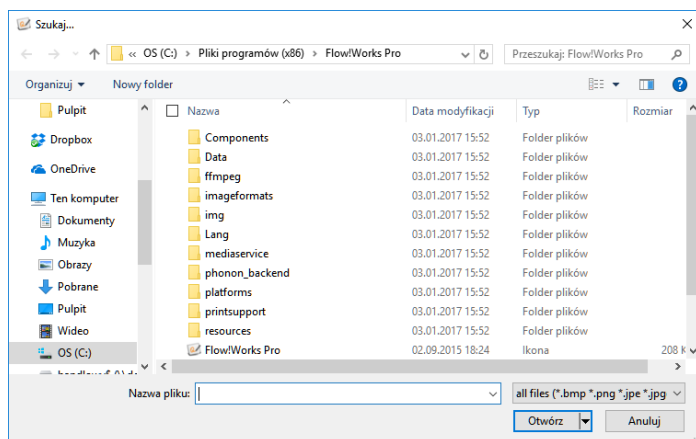 Szukaj...
« OS (C:) › Pliki programów (x86) › Flow!Works Pro
Przeszukaj: Flow!Works Pro
Organizuj Nowy folder
Nazwa Data modyfikacji Typ Rozmiar
Pulpit
Dropbox
OneDrive
Ten komputer
Dokumenty
Muzyka
Obrazy
Pobrane
Pulpit
Wideo
OS (C:)
Components 03.01.2017 15:52 Folder plików
Data 03.01.2017 15:52 Folder plików
ffmpeg 03.01.2017 15:52 Folder plików
imageformats 03.01.2017 15:52 Folder plików
img 03.01.2017 15:52 Folder plików
Lang 03.01.2017 15:52 Folder plików
mediaservice 03.01.2017 15:52 Folder plików
phonon_backend 03.01.2017 15:52 Folder plików
platforms 03.01.2017 15:52 Folder plików
printsupport 03.01.2017 15:52 Folder plików
resources 03.01.2017 15:52 Folder plików
Flow!Works Pro 02.09.2015 18:24 Ikona 208 K
Nazwa pliku:
all files (*.bmp *.png *.jpe *.jpg
Otwórz Anuluj